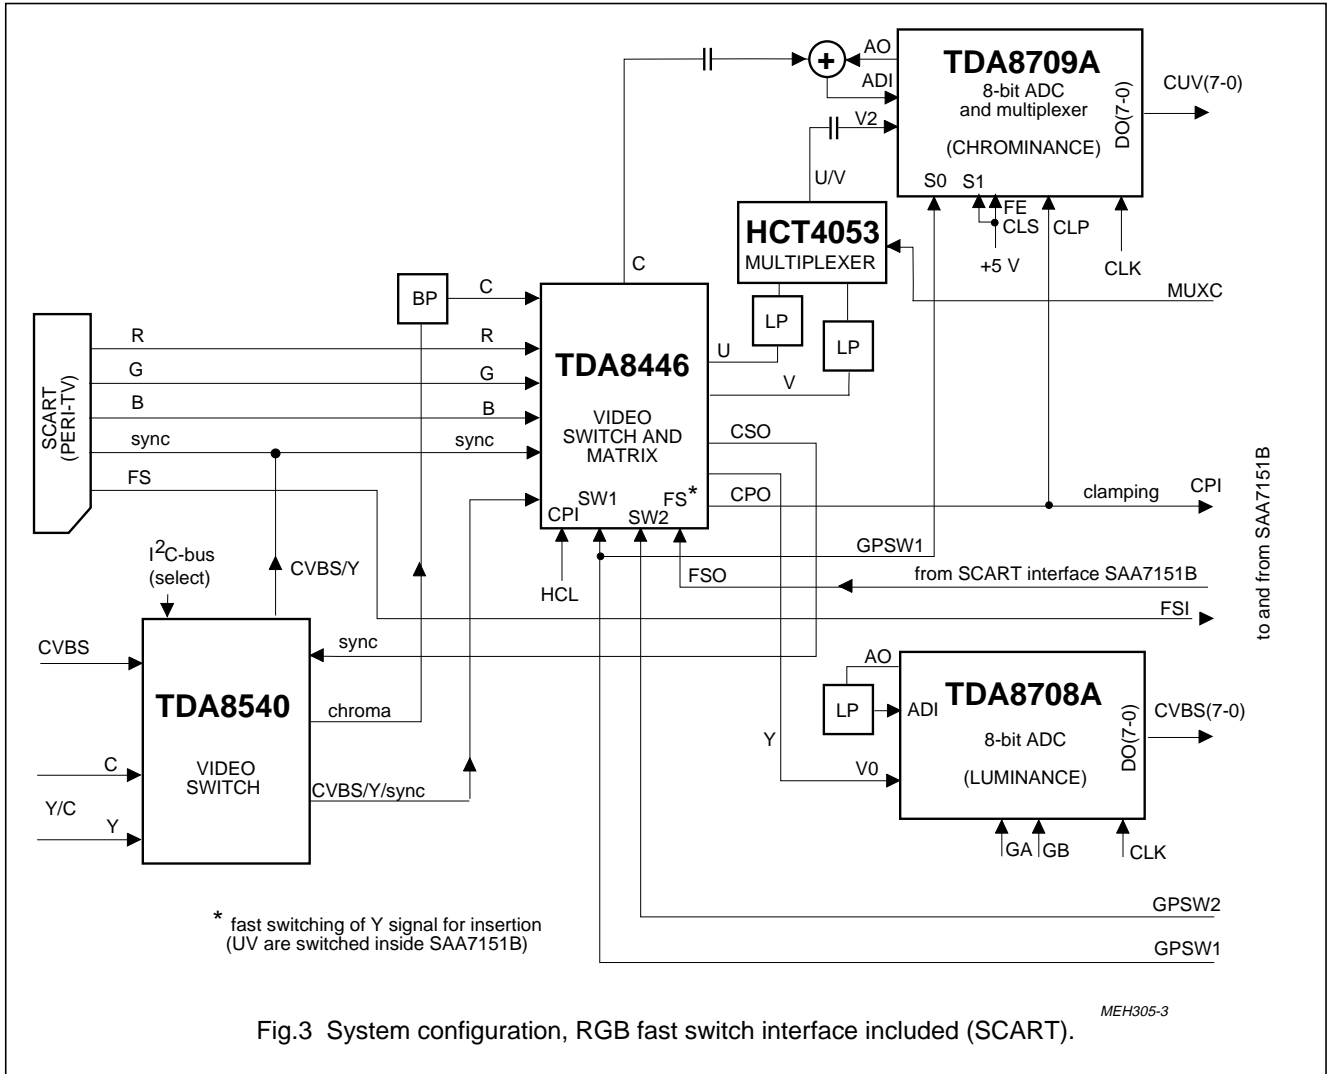 AO
TDA8709A
ADI
8-bit ADC
and multiplexer
DO(7-0)
CUV(7-0)
V2
(CHROMINANCE)
U/V
S0
S1
FE
CLS
CLP
+5 V
CLK
HCT4053
MULTIPLEXER
MUXC
C
BP
C
LP
LP
SCART
(PERI-TV)
R
R
G
G
B
B
sync
sync
FS
TDA8446
VIDEO
SWITCH AND
MATRIX
U
V
CSO
CPO
CPI
SW1
SW2
FS*
clamping
CPI
GPSW1
HCL
FSO
from SCART interface SAA7151B
FSI
to and from SAA7151B
I2C-bus
(select)
CVBS/Y
CVBS
sync
TDA8540
chroma
VIDEO
SWITCH
C
Y/C
Y
CVBS/Y/sync
AO
LP
ADI
TDA8708A
8-bit ADC
(LUMINANCE)
DO(7-0)
CVBS(7-0)
Y
V0
GA
GB
CLK
GPSW2
GPSW1
* fast switching of Y signal for insertion
(UV are switched inside SAA7151B)
MEH305-3
Fig.3 System configuration, RGB fast switch interface included (SCART).